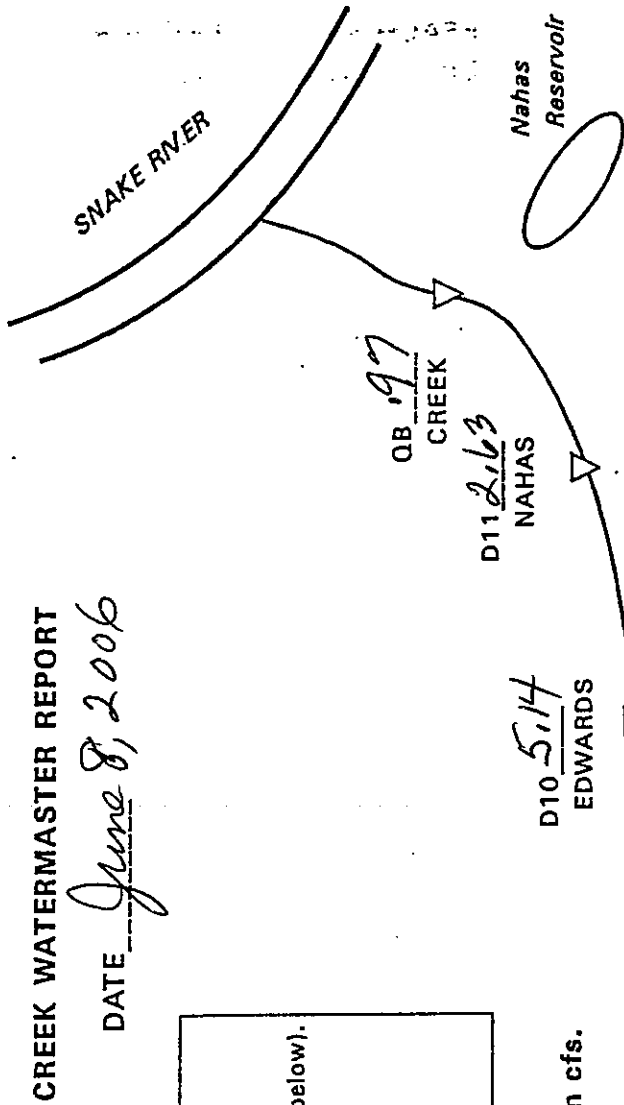 CREEK WATERMASTER REPORT
DATE June 8, 2006
SNAKE RIVER
Nahas
Reservoir
QB .97
CREEK
D11 2.63
NAHAS
D10 5.14
EDWARDS
below).
n cfs.